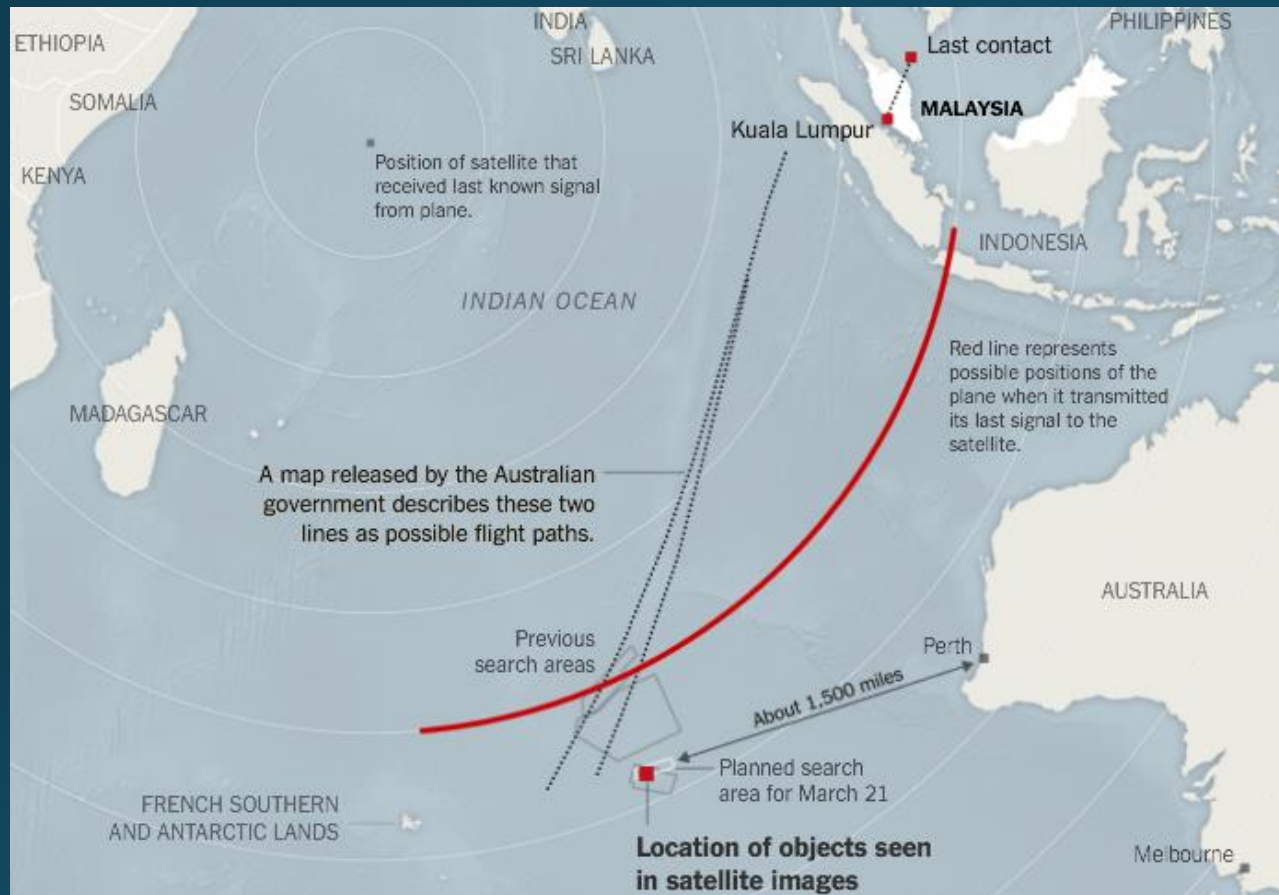 ETHIOPIA
INDIA
SRI LANKA
PHILIPPINES
Last contact
SOMALIA
MALAYSIA
Kuala Lumpur
KENYA
Position of satellite that
received last known signal
from plane.
INDONESIA
INDIAN OCEAN
Red line represents
possible positions of the
plane when it transmitted
its last signal to the
satellite.
MADAGASCAR
A map released by the Australian
government describes these two
lines as possible flight paths.
AUSTRALIA
Previous
search areas
Perth
About 1,500 miles
Planned search
area for March 21
FRENCH SOUTHERN
AND ANTARCTIC LANDS
Location of objects seen
in satellite images
Melbourne